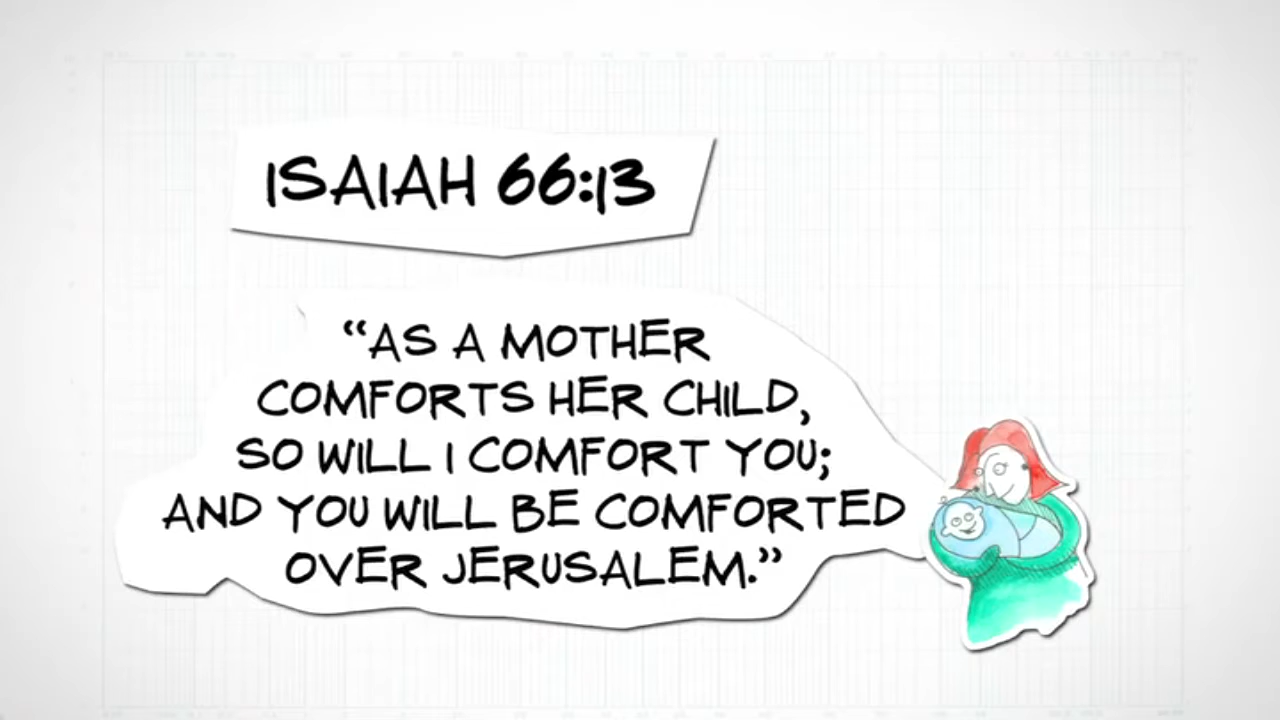 ISAIAH 66:13
“AS A MOTHER
COMFORTS HER CHILD,
SO WILL I COMFORT YOU;
AND YOU WILL BE COMFORTED
OVER JERUSALEM.”